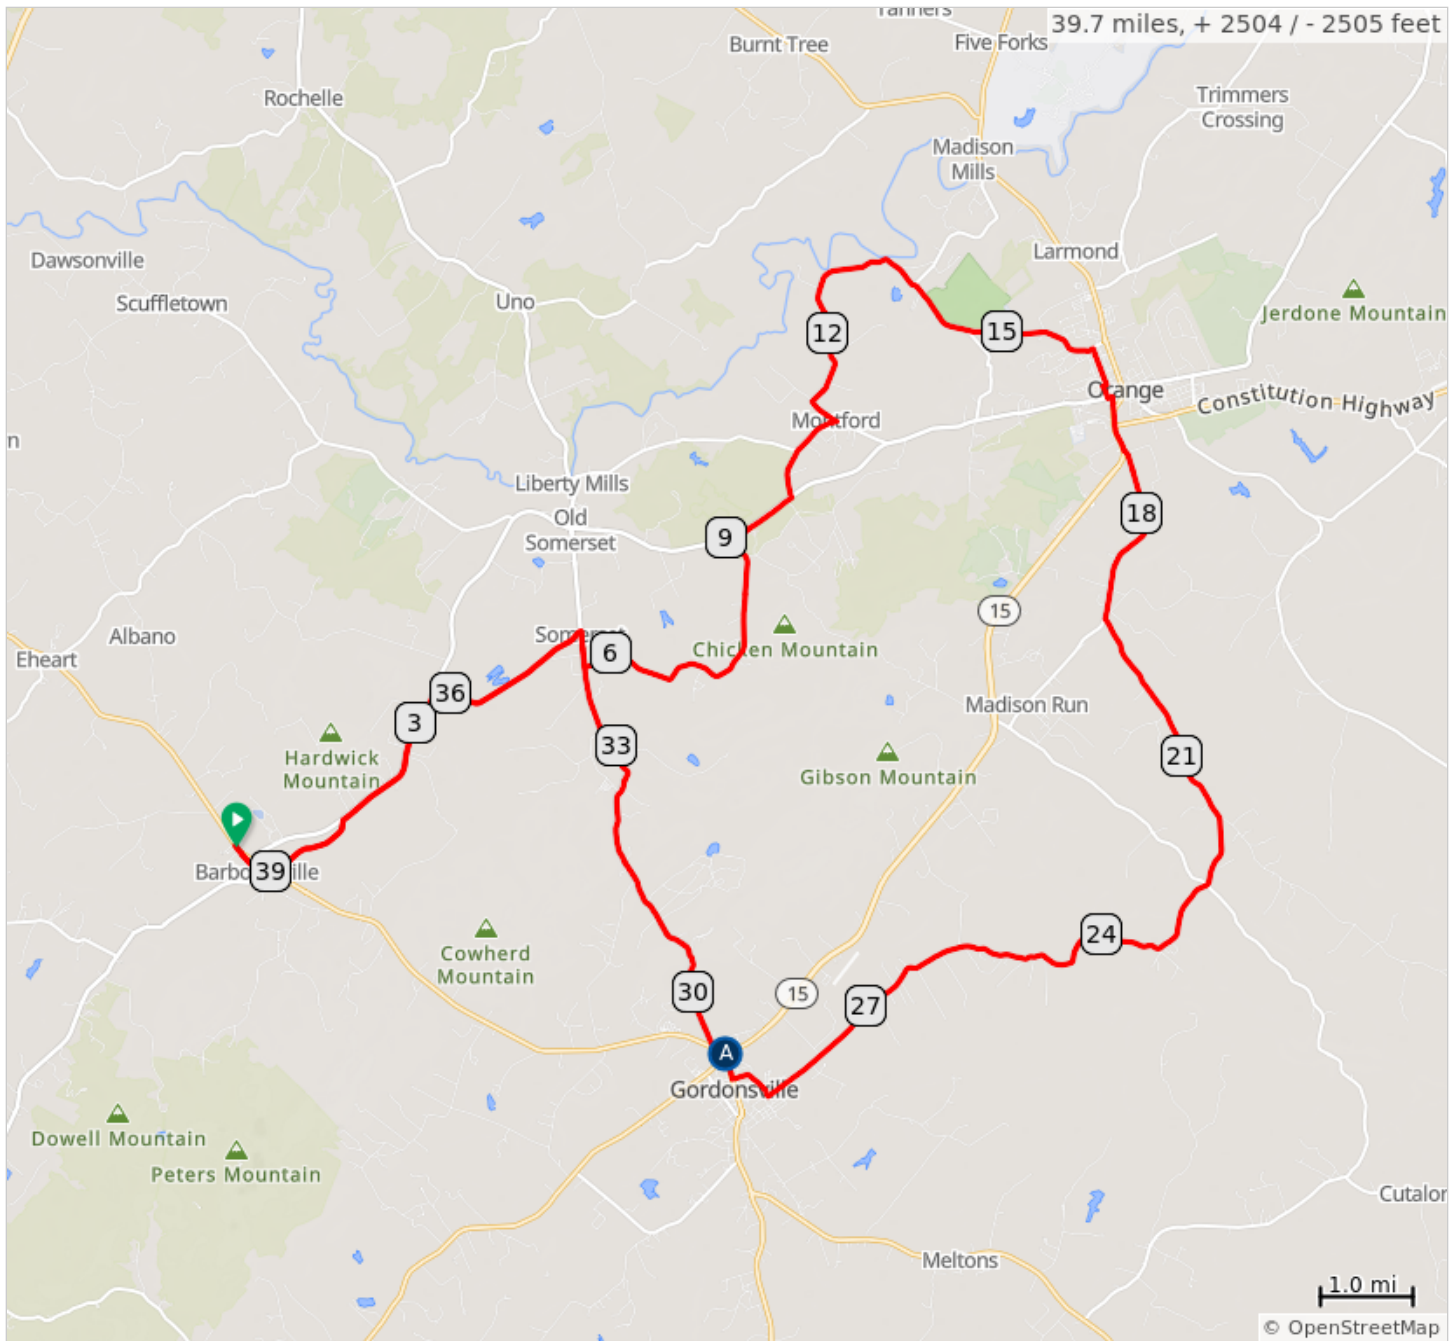 Tanners
39.7 miles, + 2504 / - 2505 feet
Burnt Tree
Five Forks
Rochelle
Trimmers
Crossing
Madison
Mills
Dawsonville
Larmond
Scuffletown
Uno
Jerdone Mountain
12
15
Orange
Constitution Highway
Montford
n
Liberty Mills
Old
Somerset
9
18
15
Albano
Somerset
6
Chicken Mountain
Eheart
36
3
Madison Run
33
21
Hardwick
Mountain
Gibson Mountain
Barboursville
39
Cowherd
Mountain
24
30
15
27
A
Gordonsville
Dowell Mountain
Peters Mountain
Cutalor
Meltons
1.0 mi
© OpenStreetMap